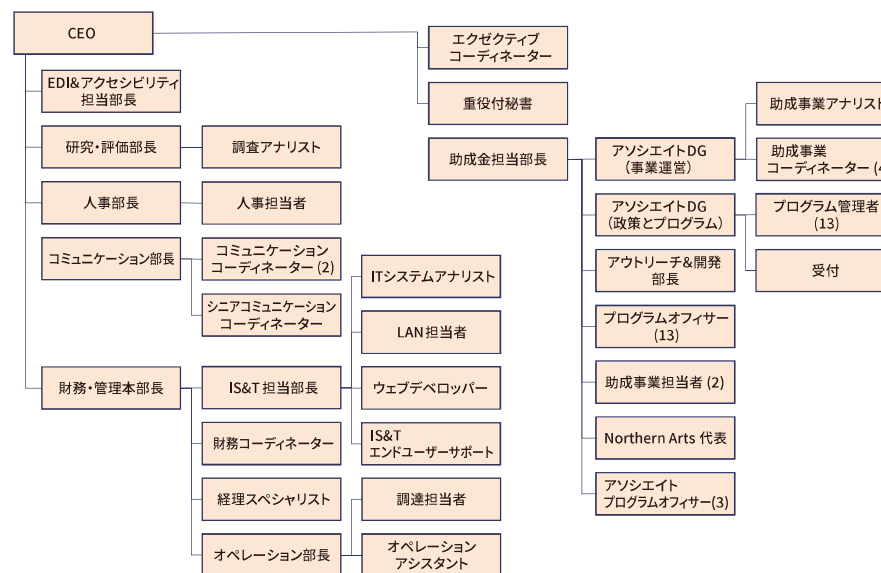 CEO
エクゼクティブ
コーディネーター
EDI&アクセシビリティ
担当部長
重役付秘書
助成事業アナリスト
研究・評価部長
調査アナリスト
助成金担当部長
アソシエイトDG
（事業運営）
助成事業
コーディネーター (4
人事部長
人事担当者
アソシエイトDG
（政策とプログラム）
プログラム管理者
(13)
コミュニケーション部長
コミュニケーション
コーディネーター (2)
アウトリーチ&開発
部長
受付
ITシステムアナリスト
シニアコミュニケーション
コーディネーター
LAN担当者
プログラムオフィサー
(13)
財務・管理本部長
IS&T 担当部長
ウェブデベロッパー
助成事業担当者 (2)
財務コーディネーター
IS&T
エンドユーザーサポート
Northern Arts 代表
経理スペシャリスト
調達担当者
アソシエイト
プログラムオフィサー(3)
オペレーション部長
オペレーション
アシスタント